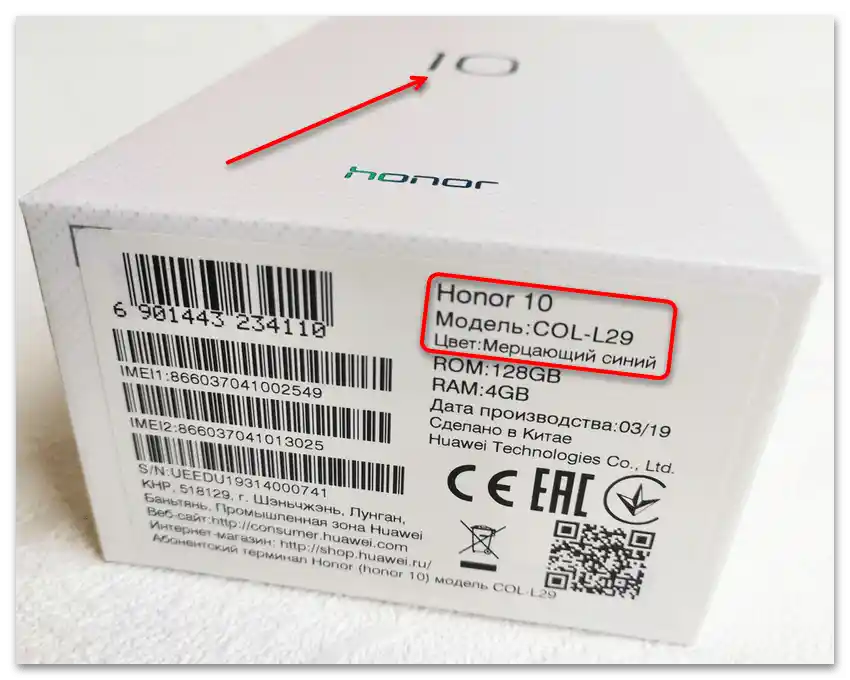 10
honor
6 901443 234110
IMEI1:866037041002549
IMEI2:866037041013025
S/N:UEEDU19314000741
КНР, 518129, г. Шэньчжэнь, Лунган,
Баньтянь, Промышленная зона Huawei
Веб-сайт:http://consumer.huawei.com
Интернет-магазин: http://shop.huawei.ru/
Абонентский терминал Honor (honor 10) модель COL-L29
Honor 10
Модель:COL-L29
Цвет:Мерцающий синий
ROM:128GB
RAM:4GB
Дата производства:03/19
Сделано в Китае
Huawei Technologies Co., Ltd.
CE EAC